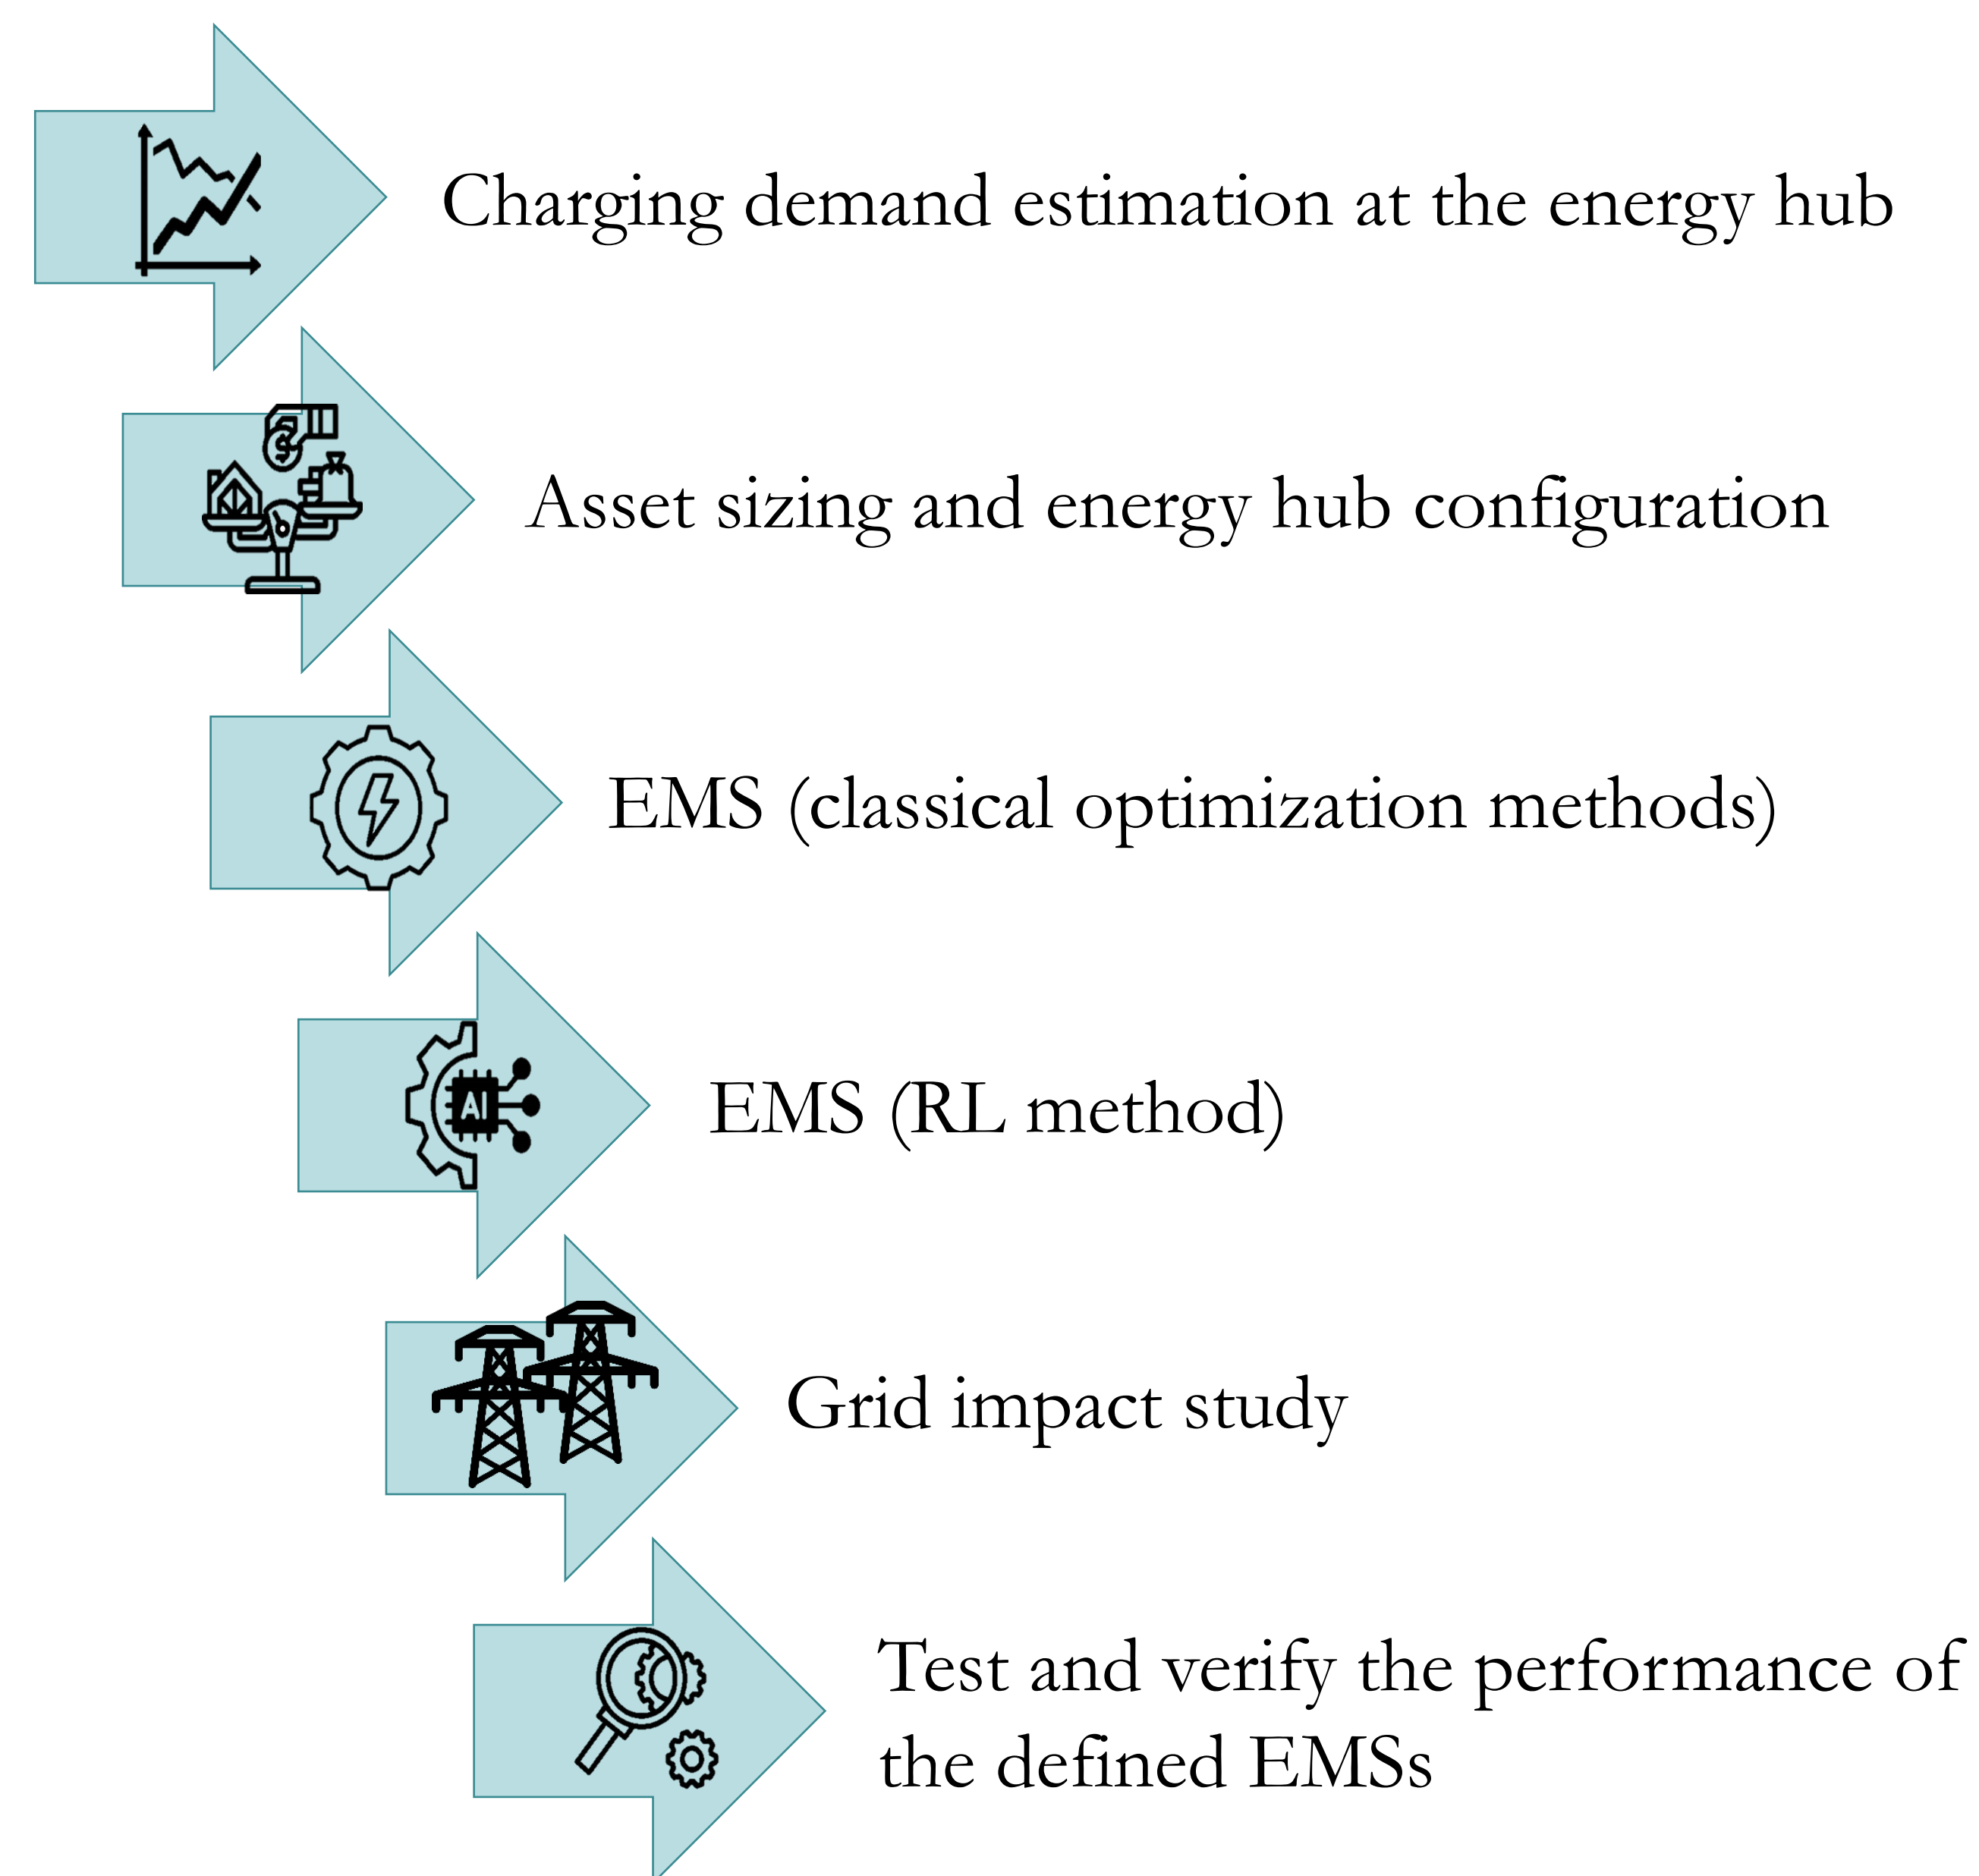 Charging demand estimation at the energy hub
Asset sizing and energy hub configuration
EMS (classical optimization methods)
EMS (RL method)
AI
Grid impact study
Test and verify the performance of
the defined EMSs